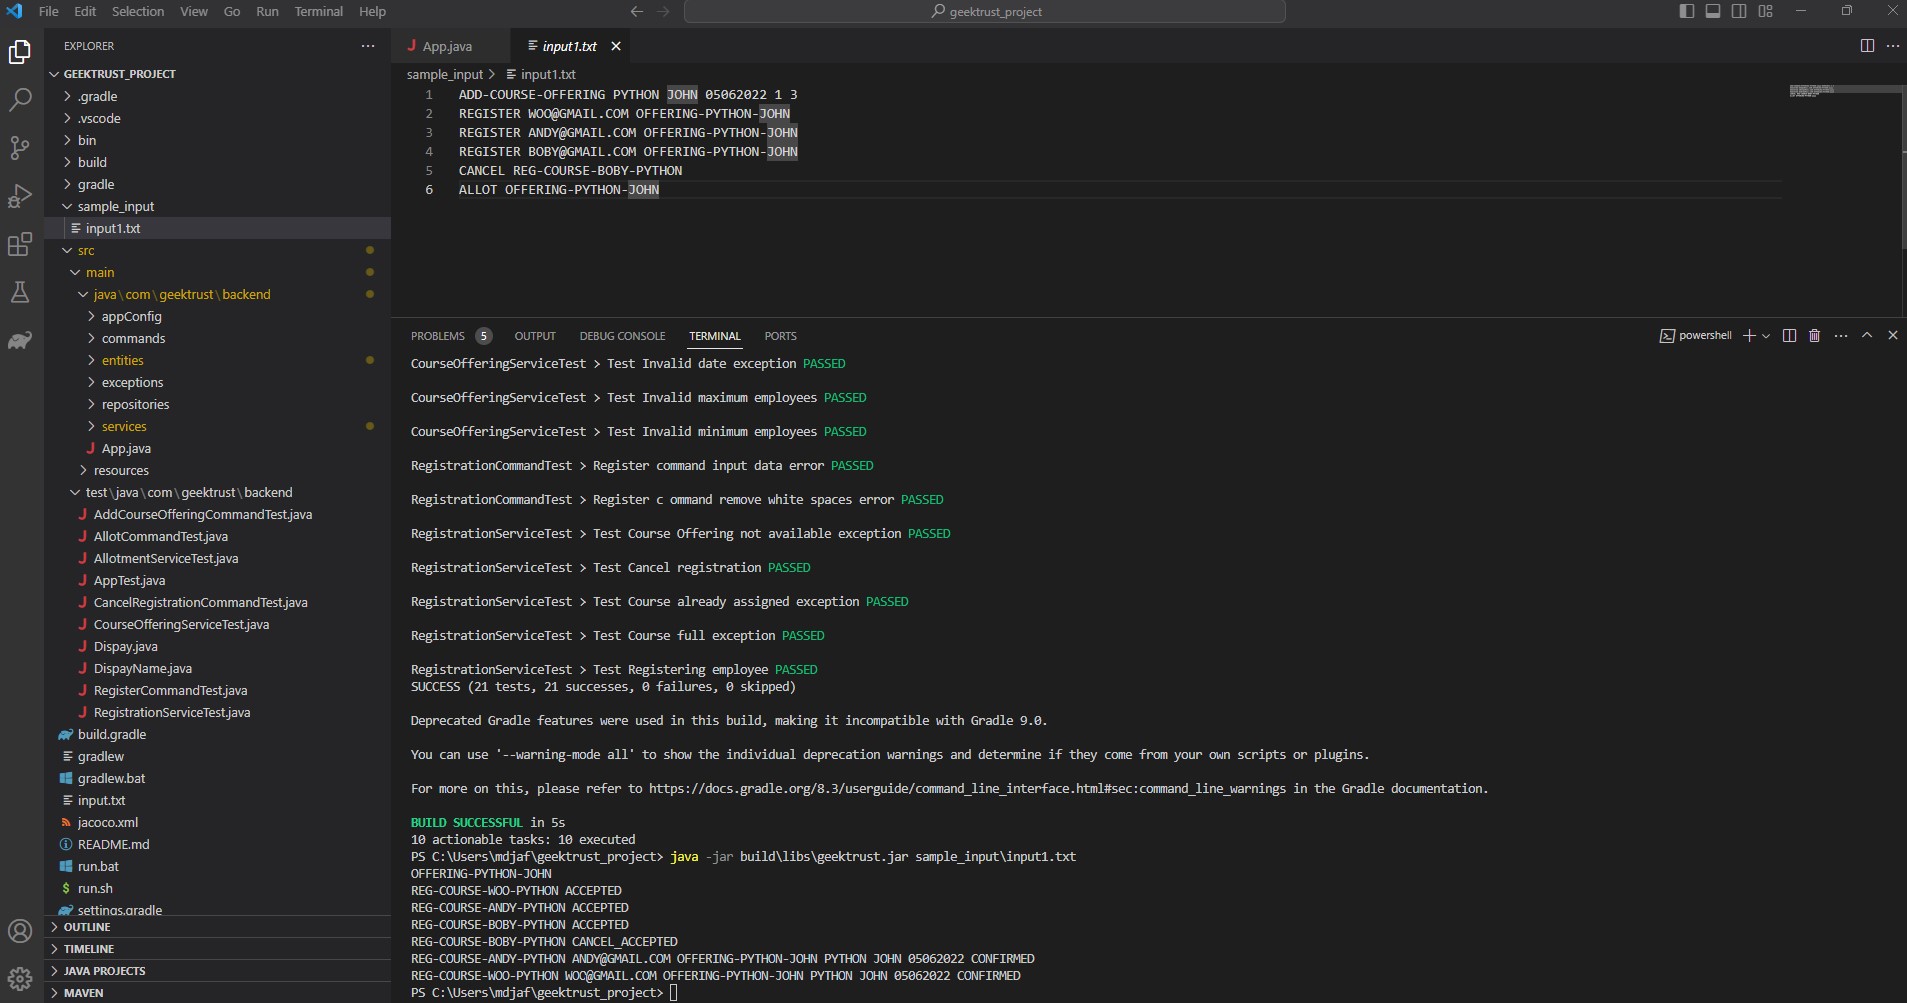 File Edit Selection View Go Run Terminal Help
geektrust_project
EXPLORER
GEEKTRUST_PROJECT
.gradle
.vscode
bin
build
gradle
sample_input
input1.txt
src
main
java\com\geektrust\backend
appConfig
commands
entities
exceptions
repositories
services
App.java
resources
test\java\com\geektrust\backend
AddCourseOfferingCommandTest.java
AllotCommandTest.java
AllotmentServiceTest.java
AppTest.java
CancelRegistrationCommandTest.java
CourseOfferingServiceTest.java
Dispay.java
DispayName.java
RegisterCommandTest.java
RegistrationServiceTest.java
build.gradle
gradlew
gradlew.bat
input.txt
jacoco.xml
README.md
run.bat
run.sh
settings.gradle
OUTLINE
TIMELINE
JAVA PROJECTS
MAVEN
App.java input1.txt
sample_input > input1.txt
1 ADD-COURSE-OFFERING PYTHON JOHN 05062022 1 3
2 REGISTER WOO@GMAIL.COM OFFERING-PYTHON-JOHN
3 REGISTER ANDY@GMAIL.COM OFFERING-PYTHON-JOHN
4 REGISTER BOBY@GMAIL.COM OFFERING-PYTHON-JOHN
5 CANCEL REG-COURSE-BOBY-PYTHON
6 ALLOT OFFERING-PYTHON-JOHN
PROBLEMS 5 OUTPUT DEBUG CONSOLE TERMINAL PORTS
powershell
CourseOfferingServiceTest > Test Invalid date exception PASSED
CourseOfferingServiceTest > Test Invalid maximum employees PASSED
CourseOfferingServiceTest > Test Invalid minimum employees PASSED
RegistrationCommandTest > Register command input data error PASSED
RegistrationCommandTest > Register c ommand remove white spaces error PASSED
RegistrationServiceTest > Test Course Offering not available exception PASSED
RegistrationServiceTest > Test Cancel registration PASSED
RegistrationServiceTest > Test Course already assigned exception PASSED
RegistrationServiceTest > Test Course full exception PASSED
RegistrationServiceTest > Test Registering employee PASSED
SUCCESS (21 tests, 21 successes, 0 failures, 0 skipped)
Deprecated Gradle features were used in this build, making it incompatible with Gradle 9.0.
You can use '--warning-mode all' to show the individual deprecation warnings and determine if they come from your own scripts or plugins.
For more on this, please refer to https://docs.gradle.org/8.3/userguide/command_line_interface.html#sec:command_line_warnings in the Gradle documentation.
BUILD SUCCESSFUL in 5s
10 actionable tasks: 10 executed
PS C:\Users\mdjaf\geektrust_project> java -jar build\libs\geektrust.jar sample_input\input1.txt
OFFERING-PYTHON-JOHN
REG-COURSE-WOO-PYTHON ACCEPTED
REG-COURSE-ANDY-PYTHON ACCEPTED
REG-COURSE-BOBY-PYTHON ACCEPTED
REG-COURSE-BOBY-PYTHON CANCEL_ACCEPTED
REG-COURSE-ANDY-PYTHON ANDY@GMAIL.COM OFFERING-PYTHON-JOHN PYTHON JOHN 05062022 CONFIRMED
REG-COURSE-WOO-PYTHON WOO@GMAIL.COM OFFERING-PYTHON-JOHN PYTHON JOHN 05062022 CONFIRMED
PS C:\Users\mdjaf\geektrust_project>